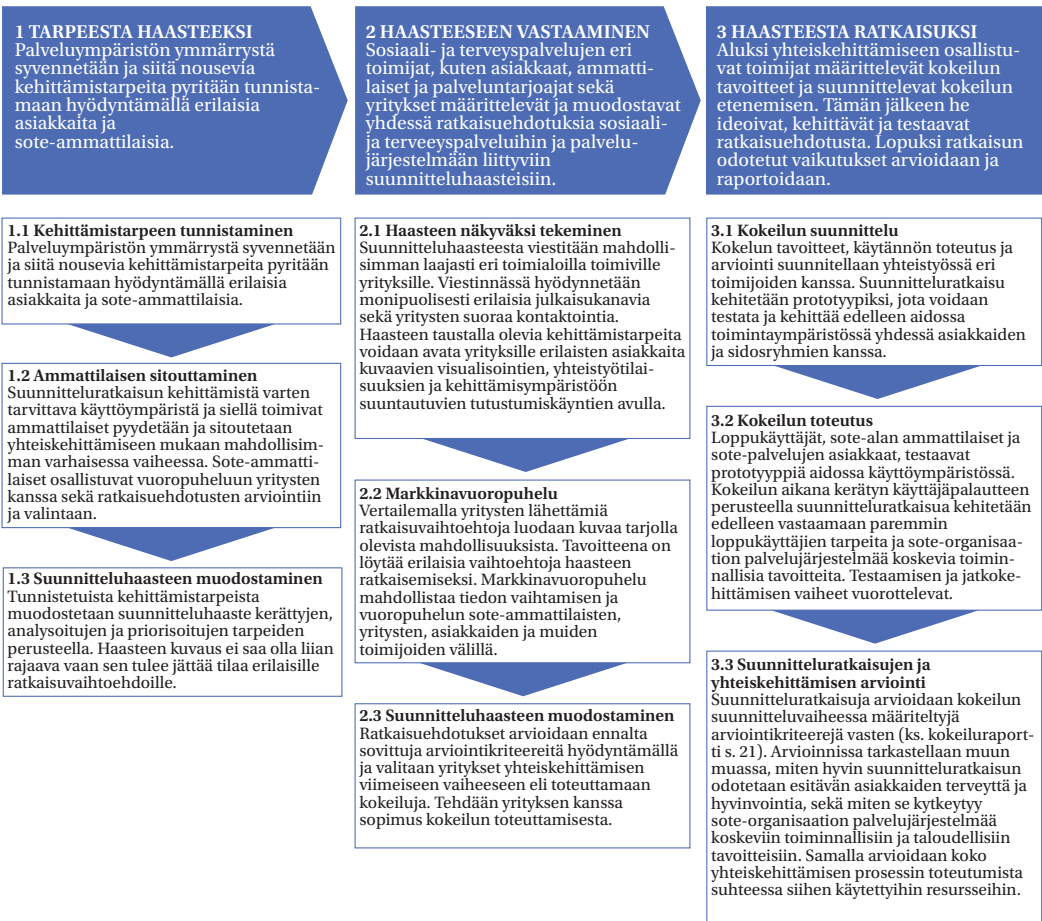 1 TARPEESTA HAASTEEKSI
Palveluympäristön ymmärrystä
syvennetään ja siitä nousevia
kehittämistarpeita pyritään tunnista-
maan hyödyntämällä erilaisia
asiakkaita ja
sote-ammattilaisia.
1.1 Kehittämistarpeen tunnistaminen
Palveluympäristön ymmärrystä syvennetään
ja siitä nousevia kehittämistarpeita pyritään
tunnistamaan hyödyntämällä erilaisia
asiakkaita ja sote-ammattilaisia.
1.2 Ammattilaisen sitouttaminen
Suunnitteluratkaisun kehittämistä varten
tarvittava käyttöympäristä ja siellä toimivat
ammattilaiset pyydetään ja sitoutetaan
yhteiskehittämiseen mukaan mahdollisim-
man varhaisessa vaiheessa. Sote-ammatti-
laiset osallistuvat vuoropuheluun yritysten
kanssa sekä ratkaisuehdotusten arviointiin
ja valintaan.
1.3 Suunnitteluhaasteen muodostaminen
Tunnistetuista kehittämistarpeista
muodostetaan suunnitteluhaaste kerättyjen,
analysoitujen ja priorisoitujen tarpeiden
perusteella. Haasteen kuvaus ei saa olla liian
rajaava vaan sen tulee jättää tilaa erilaisille
ratkaisuvaihtoehdoille.
2 HAASTEESEEN VASTAAMINEN
Sosiaali- ja terveyspalvelujen eri
toimijat, kuten asiakkaat, ammatti-
laiset ja palveluntarjoajat sekä
yritykset määrittelevät ja muodostavat
yhdessä ratkaisuehdotuksia sosiaali-
ja terveeyspalveluihin ja palvelu-
järjestelmään liittyviin
suunnitteluhaasteisiin.
2.1 Haasteen näkyväksi tekeminen
Suunnitteluhaasteesta viestitään mahdolli-
simman laajasti eri toimialoilla toimiville
yrityksille. Viestinnässä hyödynnetään
monipuolisesti erilaisia julkaisukanavia
sekä yritysten suoraa kontaktointia.
Haasteen taustalla olevia kehittämistarpeita
voidaan avata yrityksille erilaisten asiakkaita
kuvaavien visualisointien, yhteistyötilai-
suuksien ja kehittämisympäristöön
suuntautuvien tutustumiskäyntien avulla.
2.2 Markkinavuoropuhelu
Vertailemalla yritysten lähettämiä
ratkaisuvaihtoehtoja luodaan kuvaa tarjolla
olevista mahdollisuuksista. Tavoitteena on
löytää erilaisia vaihtoehtoja haasteen
ratkaisemiseksi. Markkinavuoropuhelu
mahdollistaa tiedon vaihtamisen ja
vuoropuhelun sote-ammattilaisten,
yritysten, asiakkaiden ja muiden
toimijoiden välillä.
2.3 Suunnitteluhaasteen muodostaminen
Ratkaisuehdotukset arvioidaan ennalta
sovittuja arviointikriteereitä hyödyntämällä
ja valitaan yritykset yhteiskehittämisen
viimeiseen vaiheeseen eli toteuttamaan
kokeiluja. Tehdään yrityksen kanssa
sopimus kokeilun toteuttamisesta.
3 HAASTEESTA RATKAISUKSI
Aluksi yhteiskehittämiseen osallistu-
vat toimijat määrittelevät kokeilun
tavoitteet ja suunnittelevat kokeilun
etenemisen. Tämän jälkeen he
ideoivat, kehittävät ja testaavat
ratkaisuehdotusta. Lopuksi ratkaisun
odotetut vaikutukset arvioidaan ja
raportoidaan.
3.1 Kokeilun suunnittelu
Kokelun tavoitteet, käytännön toteutus ja
arviointi suunnitellaan yhteistyössä eri
toimijoiden kanssa. Suunnitteluratkaisu
kehitetään prototyypiksi, jota voidaan
testata ja kehittää edelleen aidossa
toimintaympäristössä yhdessä asiakkaiden
ja sidosryhmien kanssa.
3.2 Kokeilun toteutus
Loppukäyttäjät, sote-alan ammattilaiset ja
sote-palvelujen asiakkaat, testaavat
prototyyppiä aidossa käyttöympäristössä.
Kokeilun aikana kerätyn käyttäjäpalautteen
perusteella suunnitteluratkaisua kehitetään
edelleen vastaamaan paremmin
loppukäyttäjien tarpeita ja sote-organisaa-
tion palvelujärjestelmää koskevia toimin-
nallisia tavoitteita. Testaamisen ja jatkoke-
hittämisen vaiheet vuorottelevat.
3.3 Suunnitteluratkaisujen ja
yhteiskehittämisen arviointi
Suunnitteluratkaisuja arvioidaan kokeilun
suunnitteluvaiheessa määriteltyjä
arviointikriteerejä vasten (ks. kokeiluraport-
ti s. 21). Arvioinnissa tarkastellaan muun
muassa, miten hyvin suunnitteluratkaisun
odotetaan esitävän asiakkaiden terveyttä ja
hyvinvointia, sekä miten se kytkeytyy
sote-organisaation palvelujärjestelmää
koskeviin toiminnallisiin ja taloudellisiin
tavoitteisiin. Samalla arvioidaan koko
yhteiskehittämisen prosessin toteutumista
suhteessa siihen käytettyihin resursseihin.